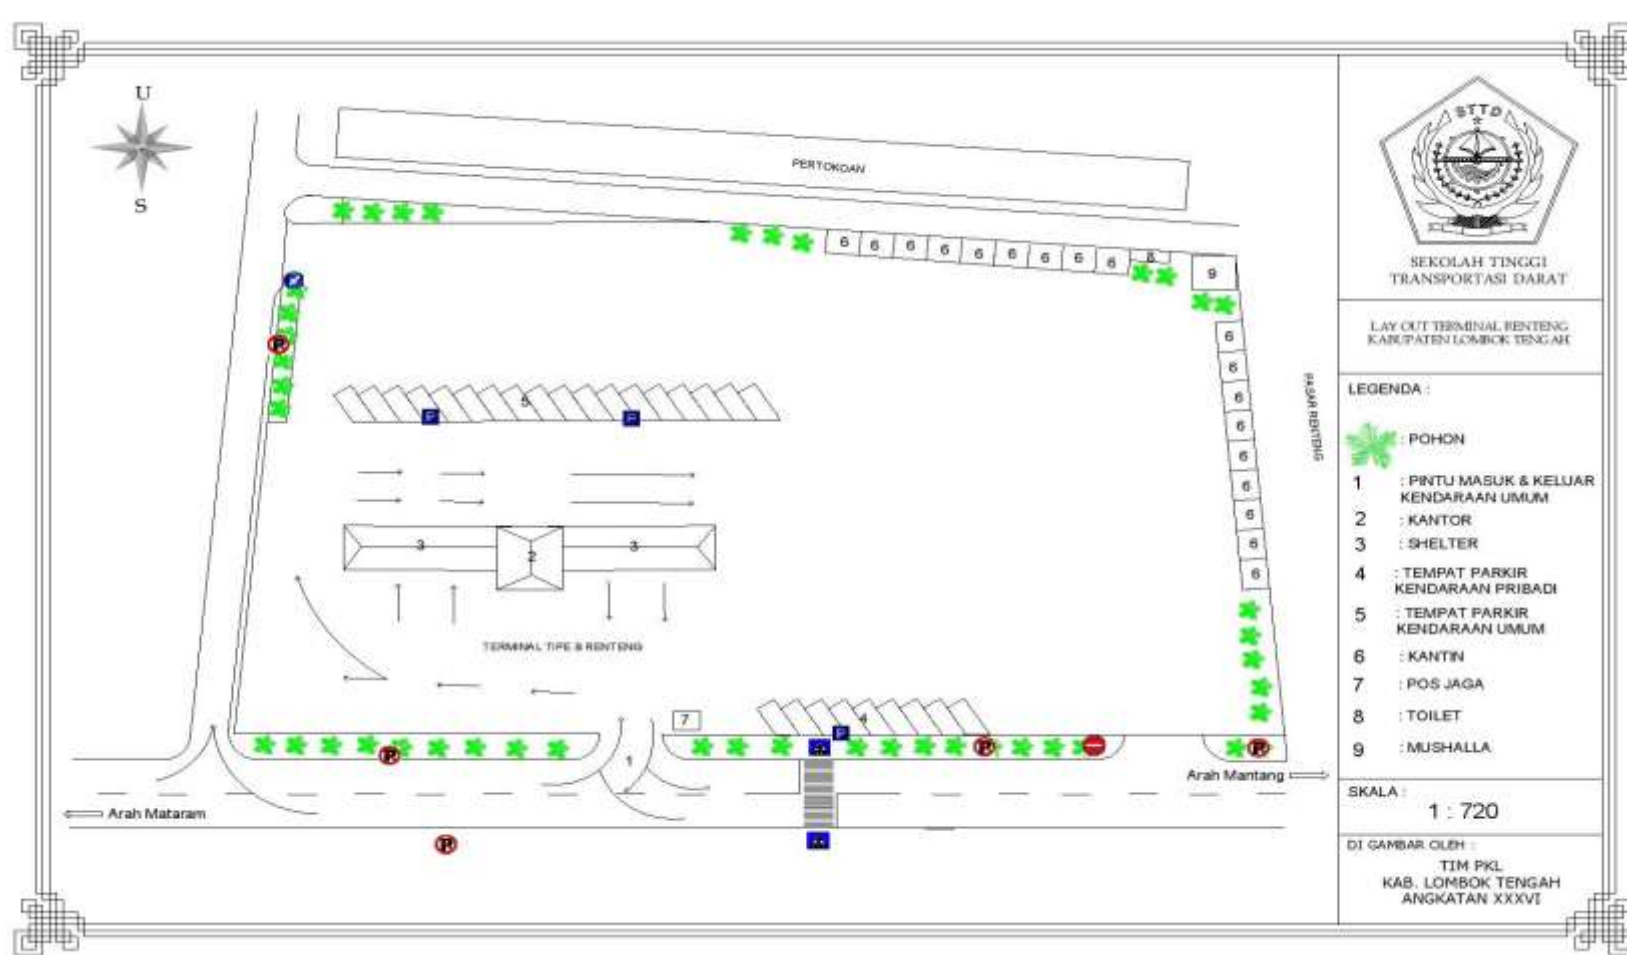 U
S
PERTOKOAN
6 6 6 6 6 6 6 6 6 8
9
6
6
6
6
6
6
6
6
6
PASAR RENTENG
5
P P
P
3 2 3
TERMINAL TIPE B RENTENG
7
4
P
P P P
1
Arah Mantang
Arah Mataram
P
STTD
SEKOLAH TINGGI
TRANSPORTASI DARAT
LAY OUT TERMINAL RENTENG
KABUPATEN LOMBOK TENGAH
LEGENDA :
: POHON
1 : PINTU MASUK & KELUAR
KENDARAAN UMUM
2 : KANTOR
3 : SHELTER
4 : TEMPAT PARKIR
KENDARAAN PRIBADI
5 : TEMPAT PARKIR
KENDARAAN UMUM
6 : KANTIN
7 : POS JAGA
8 : TOILET
9 : MUSHALLA
SKALA :
1 : 720
DI GAMBAR OLEH :
TIM PKL
KAB. LOMBOK TENGAH
ANGKATAN XXXVI